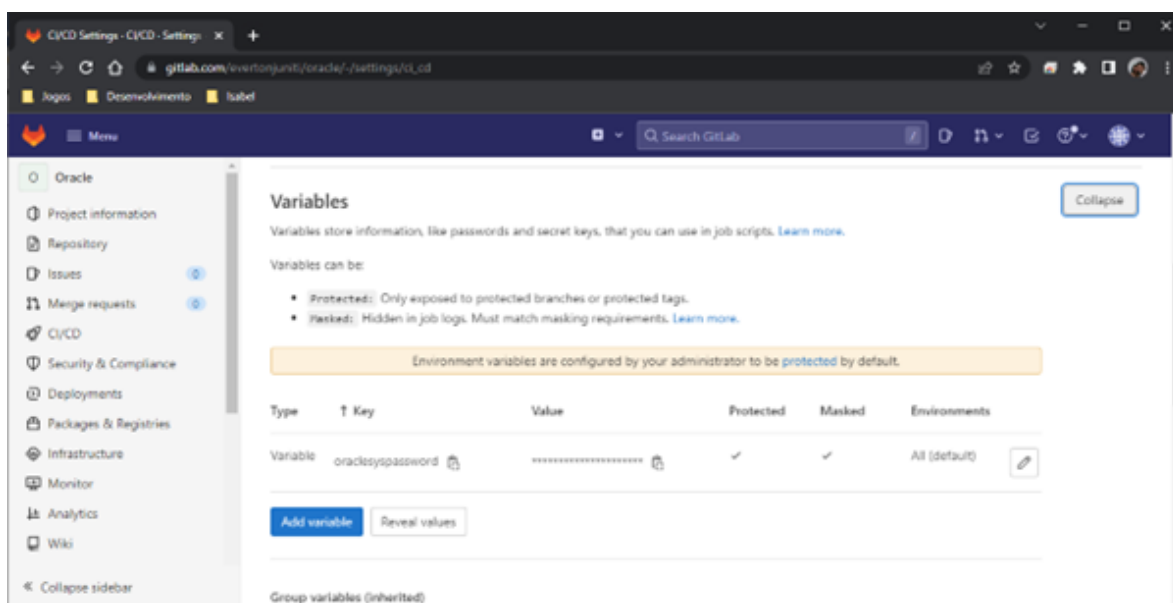 CI/CD Settings · CI/CD · Settings
gitlab.com/evertonjuniti/oracle/-/settings/ci_cd
Jogos Desenvolvimento Isabel
Menu Search GitLab /
O Oracle
Project information
Repository
Issues 0
Merge requests 0
CI/CD
Security & Compliance
Deployments
Packages & Registries
Infrastructure
Monitor
Analytics
Wiki
Collapse sidebar
Variables
Collapse
Variables store information, like passwords and secret keys, that you can use in job scripts. Learn more.
Variables can be:
Protected: Only exposed to protected branches or protected tags.
Masked: Hidden in job logs. Must match masking requirements. Learn more.
Environment variables are configured by your administrator to be protected by default.
Type ↑ Key Value Protected Masked Environments
Variable oraclesyspassword ********************* All (default)
Add variable Reveal values
Group variables (inherited)